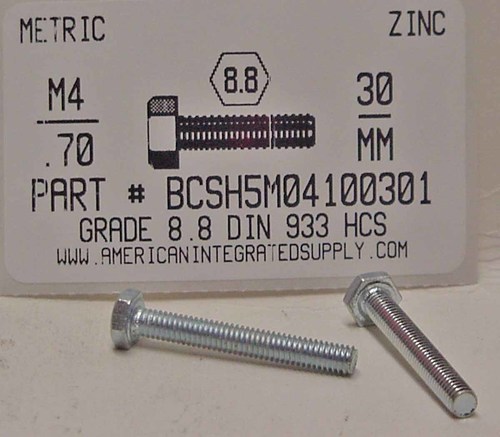 METRIC ZINC
8.8
M4 30
.70 MM
PART # BCSH5M04100301
GRADE 8.8 DIN 933 HCS
WWW.AMERICANINTEGRATEDSUPPLY.COM